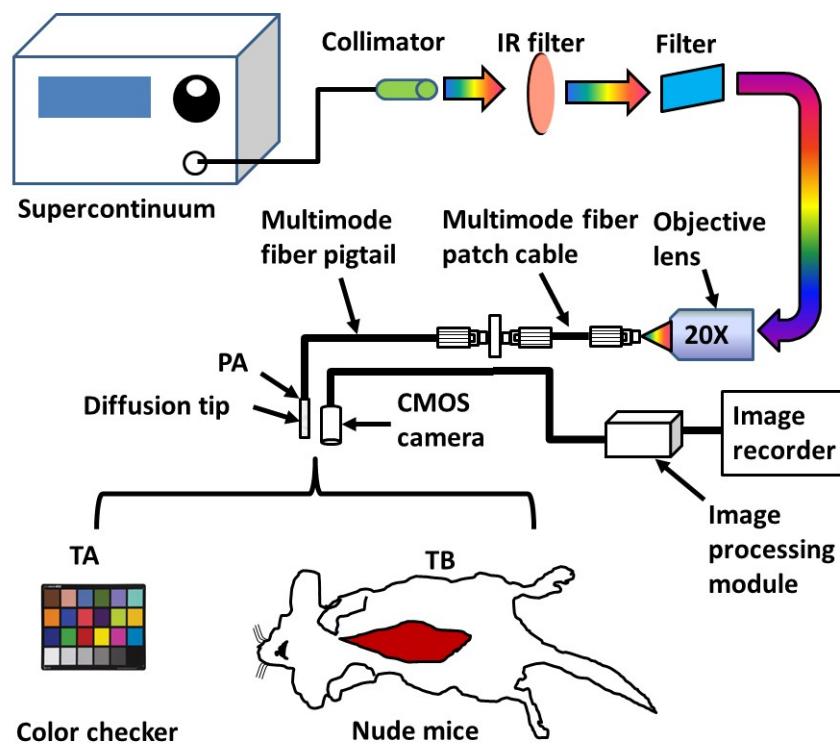 Collimator
IR filter
Filter
Supercontinuum
Multimode
fiber pigtail
Multimode fiber
patch cable
Objective
lens
20X
PA
Diffusion tip
CMOS
camera
Image
recorder
Image
processing
module
TA
TB
Color checker
Nude mice